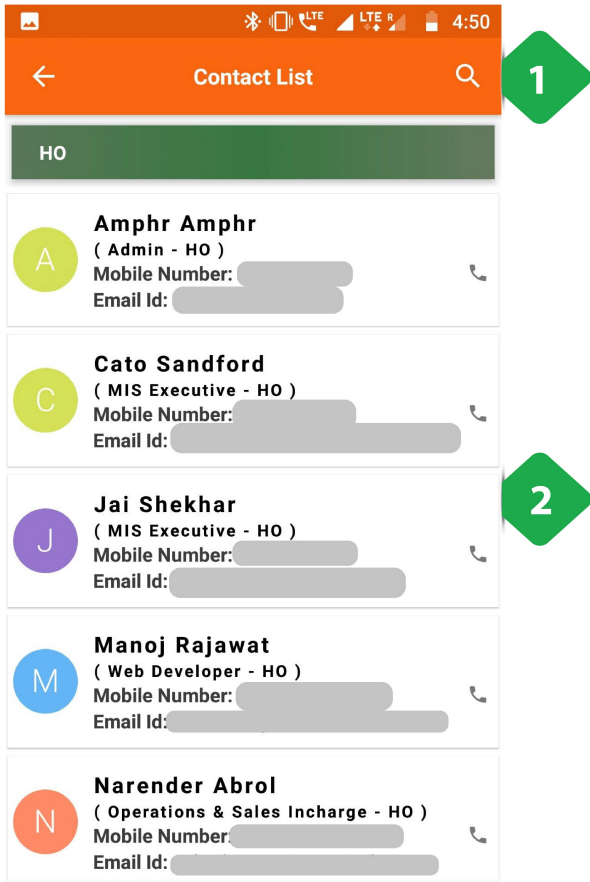 LTE LTE R 4:50
Contact List
1
HO
A
Amphr Amphr
( Admin - HO )
Mobile Number:
Email Id:
C
Cato Sandford
( MIS Executive - HO )
Mobile Number:
Email Id:
2
J
Jai Shekhar
( MIS Executive - HO )
Mobile Number:
Email Id:
M
Manoj Rajawat
( Web Developer - HO )
Mobile Number:
Email Id:
N
Narender Abrol
( Operations & Sales Incharge - HO )
Mobile Number:
Email Id: